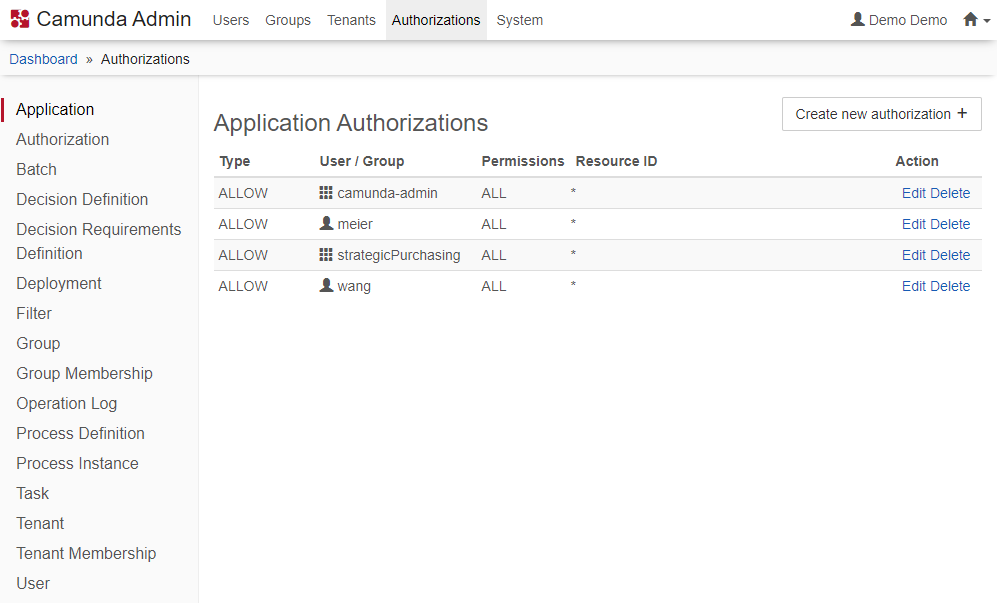 Camunda Admin Users Groups Tenants Authorizations System Demo Demo
Dashboard » Authorizations
Application
Authorization
Batch
Decision Definition
Decision Requirements
Definition
Deployment
Filter
Group
Group Membership
Operation Log
Process Definition
Process Instance
Task
Tenant
Tenant Membership
User
Application Authorizations
Create new authorization +
Type User / Group Permissions Resource ID Action
ALLOW camunda-admin ALL * Edit Delete
ALLOW meier ALL * Edit Delete
ALLOW strategicPurchasing ALL * Edit Delete
ALLOW wang ALL * Edit Delete